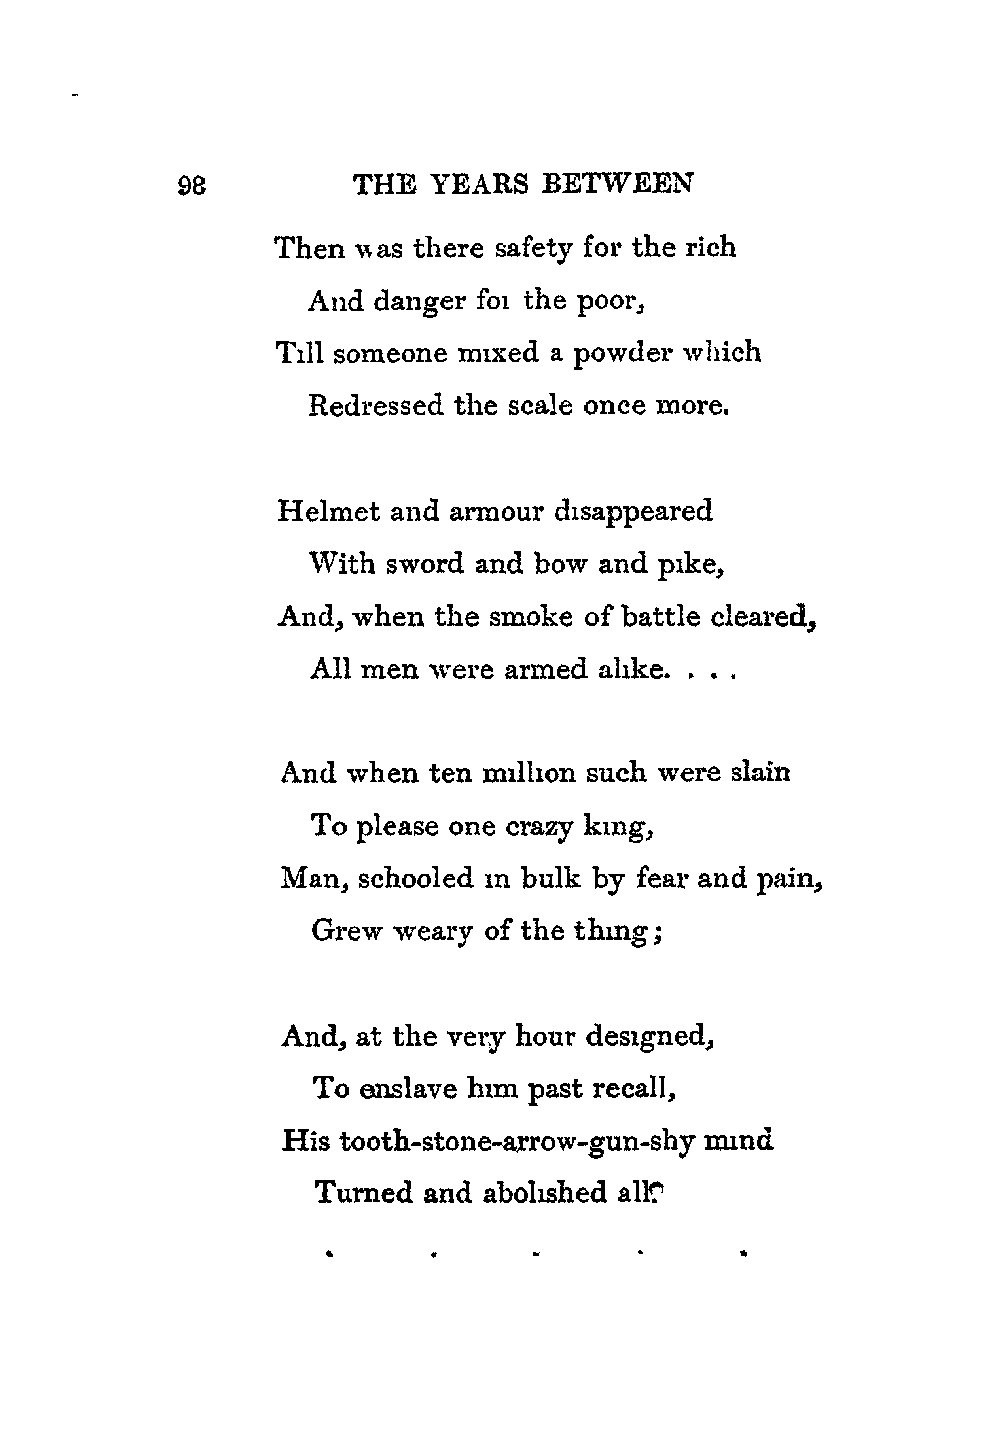 98 THE YEARS BETWEEN
Then was there safety for the rich
And danger for the poor,
Till someone mixed a powder which
Redressed the scale once more.
Helmet and armour disappeared
With sword and bow and pike,
And, when the smoke of battle cleared,
All men were armed alike. . . .
And when ten million such were slain
To please one crazy king,
Man, schooled in bulk by fear and pain,
Grew weary of the thing;
And, at the very hour designed,
To enslave him past recall,
His tooth-stone-arrow-gun-shy mind
Turned and abolished all?
. . . . .